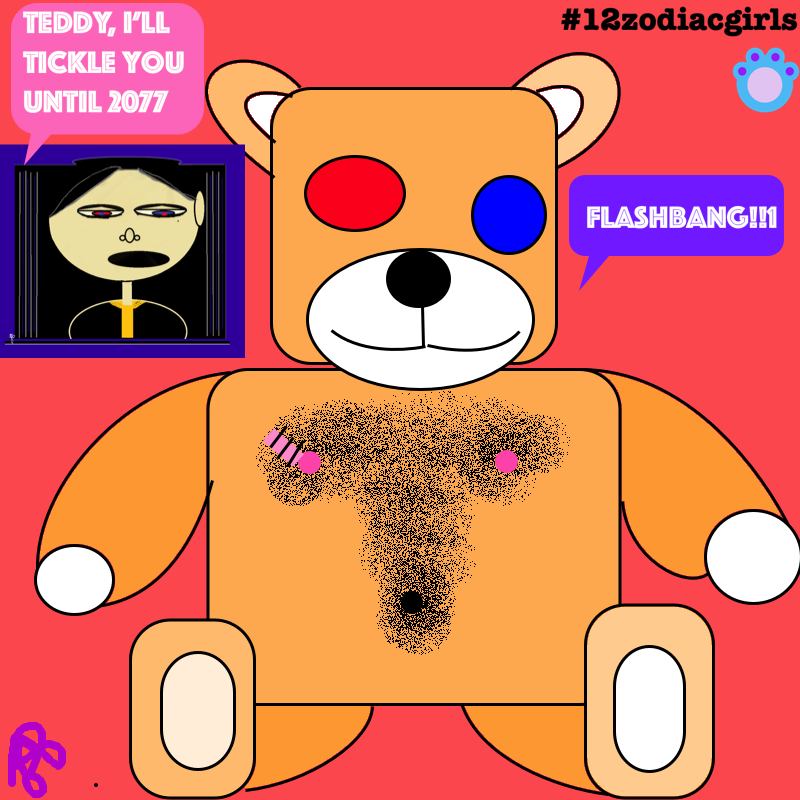 TEDDY, I'LL
TICKLE YOU
UNTIL 2077
#12zodiacgirls
FLASHBANG!!1